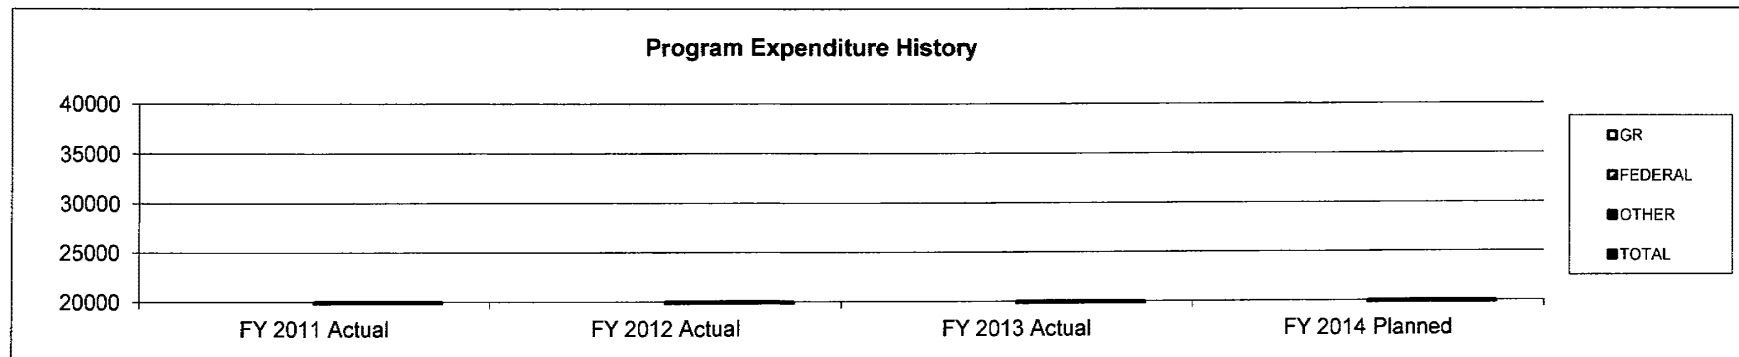 Program Expenditure History
40000
35000
30000
25000
20000
FY 2011 Actual
FY 2012 Actual
FY 2013 Actual
FY 2014 Planned
GR
FEDERAL
OTHER
TOTAL